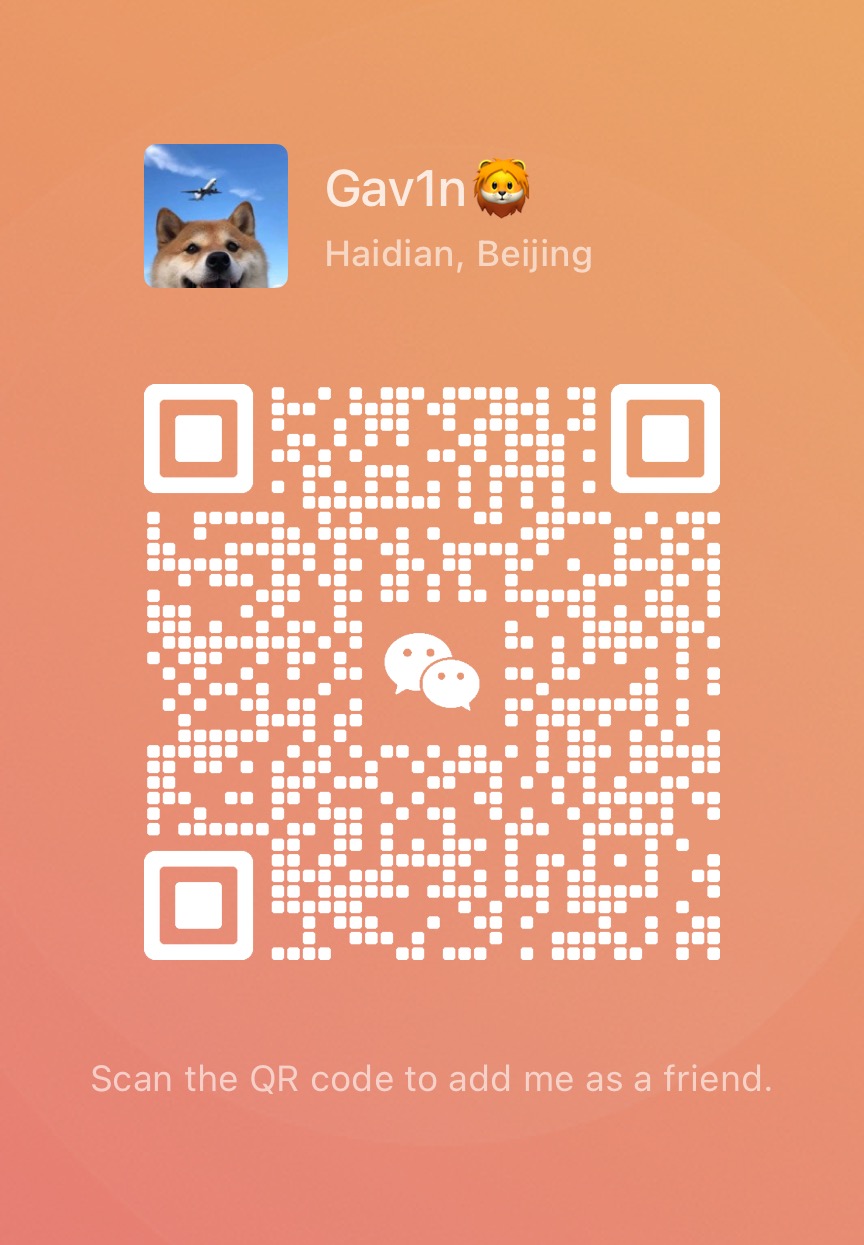 Gav1n🦁
Haidian, Beijing
Scan the QR code to add me as a friend.